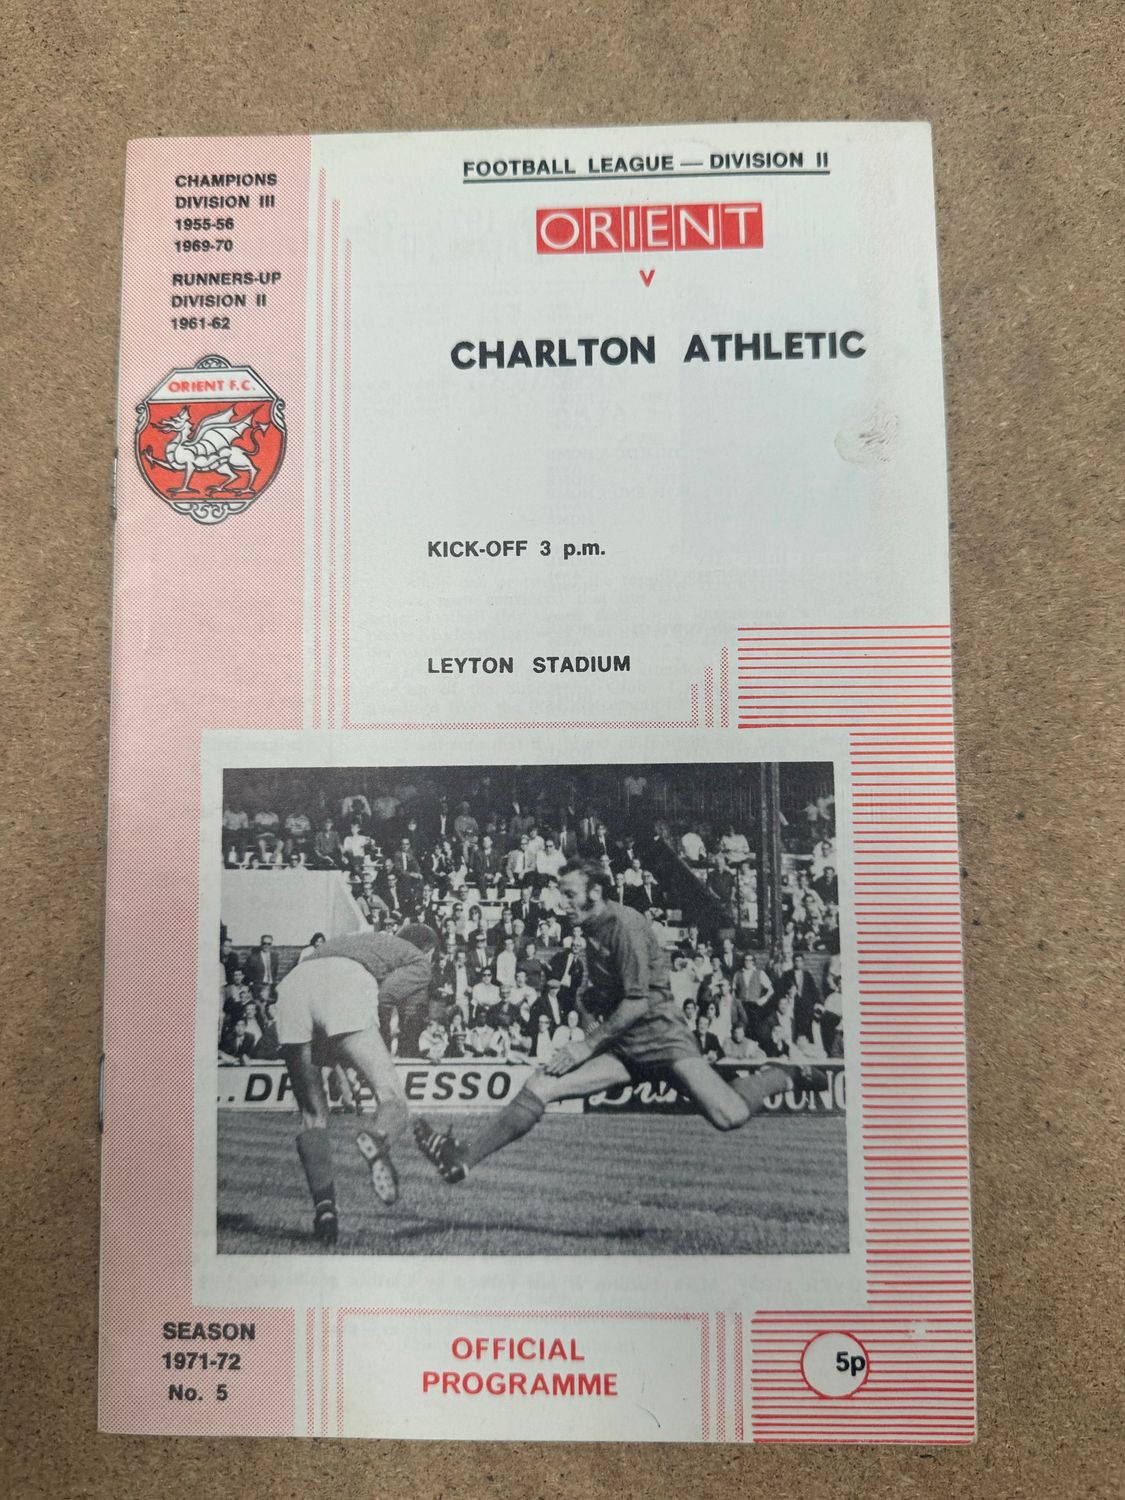 FOOTBALL LEAGUE — DIVISION II
ORIENT
V
CHARLTON ATHLETIC
KICK-OFF 3 p.m.
LEYTON STADIUM
CHAMPIONS
DIVISION III
1955-56
1969-70
RUNNERS-UP
DIVISION II
1961-62
ORIENT F.C.
ESSO
SEASON
1971-72
No. 5
OFFICIAL
PROGRAMME
5p